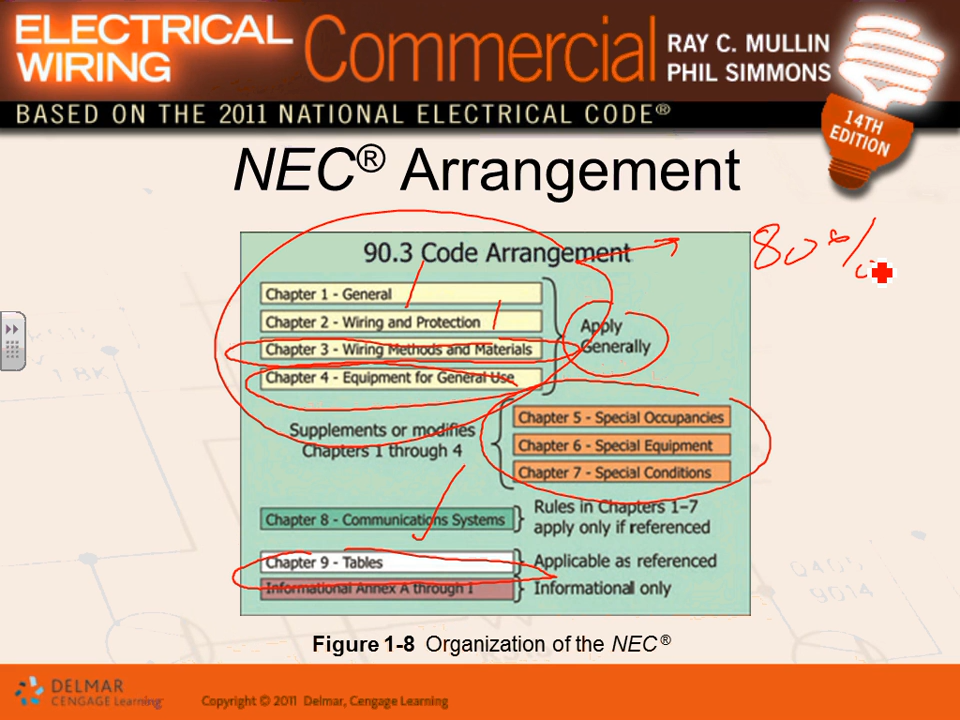 ELECTRICAL WIRING Commercial RAY C. MULLIN PHIL SIMMONS
BASED ON THE 2011 NATIONAL ELECTRICAL CODE®
14TH EDITION
NEC® Arrangement
80%
90.3 Code Arrangement
Chapter 1 - General
Chapter 2 - Wiring and Protection
Chapter 3 - Wiring Methods and Materials
Chapter 4 - Equipment for General Use
Apply
Generally
Supplements or modifies
Chapters 1 through 4
Chapter 5 - Special Occupancies
Chapter 6 - Special Equipment
Chapter 7 - Special Conditions
Chapter 8 - Communications Systems
Rules in Chapters 1–7
apply only if referenced
Chapter 9 - Tables
Applicable as referenced
Informational Annex A through I
Informational only
Figure 1-8 Organization of the NEC®
DELMAR
CENGAGE Learning
Copyright © 2011 Delmar, Cengage Learning